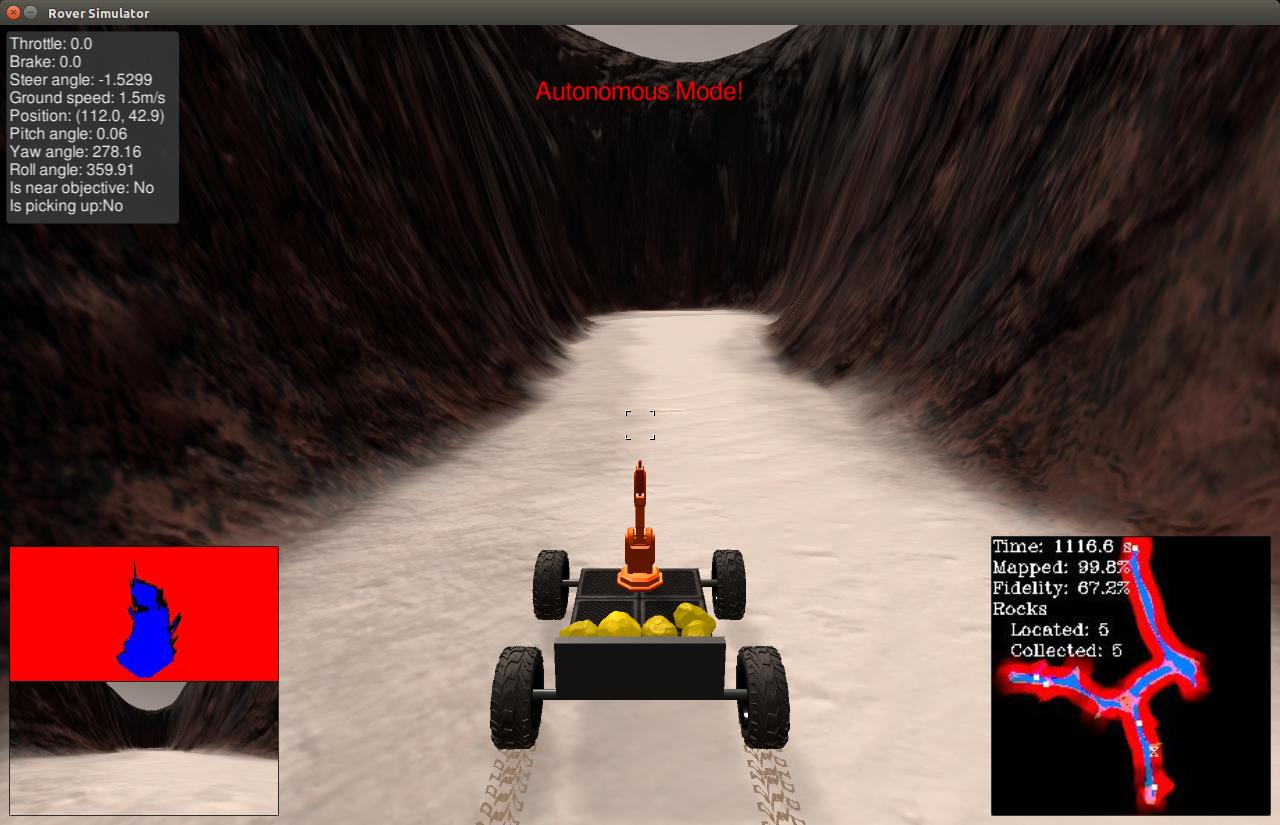 Rover Simulator
Throttle: 0.0
Brake: 0.0
Steer angle: -1.5299
Ground speed: 1.5m/s
Position: (112.0, 42.9)
Pitch angle: 0.06
Yaw angle: 278.16
Roll angle: 359.91
Is near objective: No
Is picking up:No
Autonomous Mode!
Time: 1116.6 s
Mapped: 99.8%
Fidelity: 67.2%
Rocks
Located: 5
Collected: 5